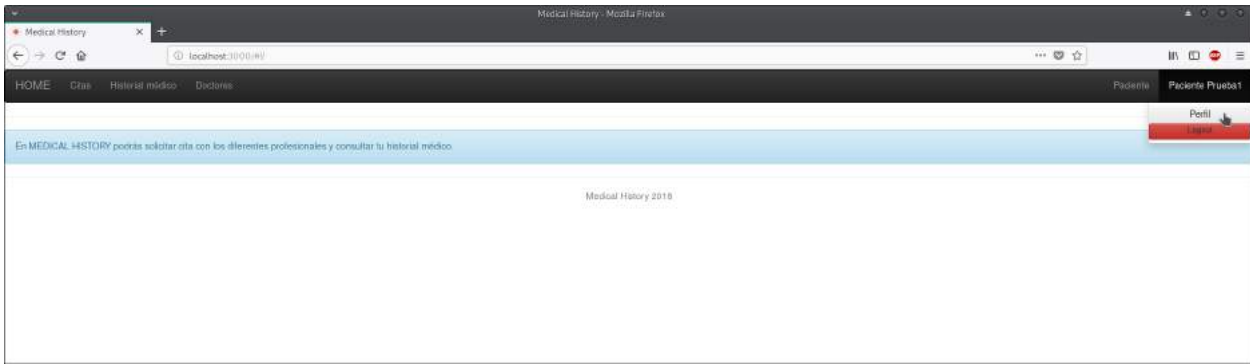 Medical History - Mozilla Firefox
Medical History
localhost:3000/#!/
HOME Citas Historial médico Doctores Paciente Paciente Prueba1
Perfil
Logout
En MEDICAL HISTORY podrás solicitar cita con los diferentes profesionales y consultar tu historial médico.
Medical History 2018